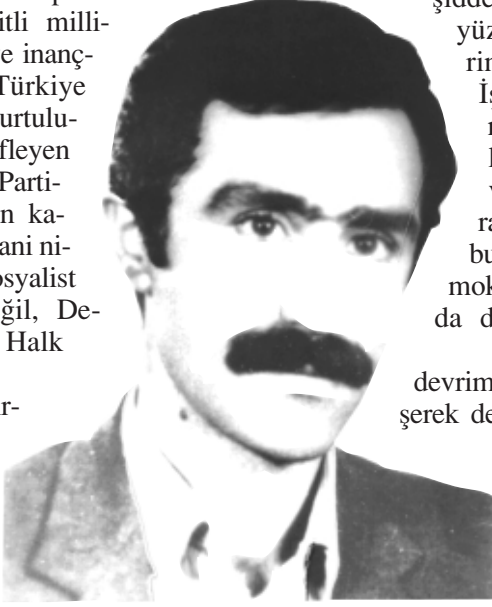 itli milli-
e inanç-
Türkiye
urtulu-
fleyen
Parti-
n ka-
ani ni-
osyalist
ğil, De-
Halk
r-
şidde
yüz
rin
İş
v
ra
bu
mok
da d
devrim
şerek de